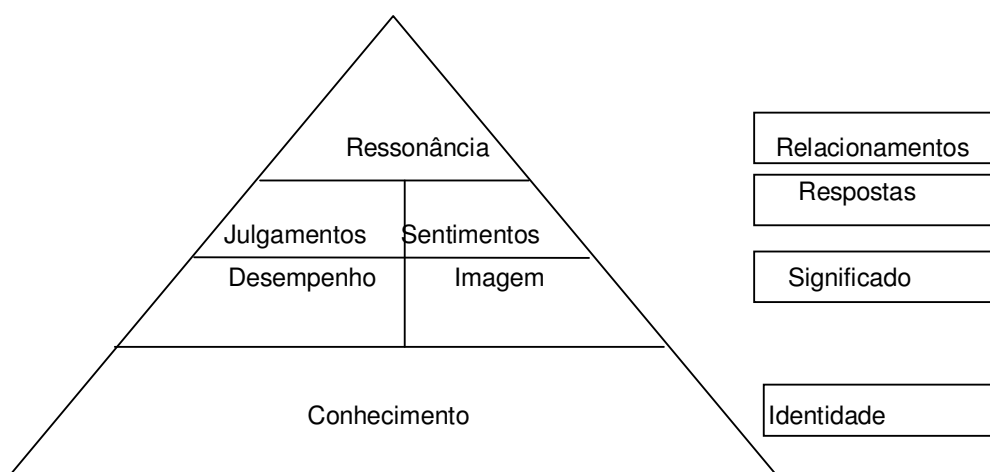 Ressonância
Relacionamentos
Respostas
Julgamentos Sentimentos
Desempenho Imagem
Significado
Conhecimento
Identidade